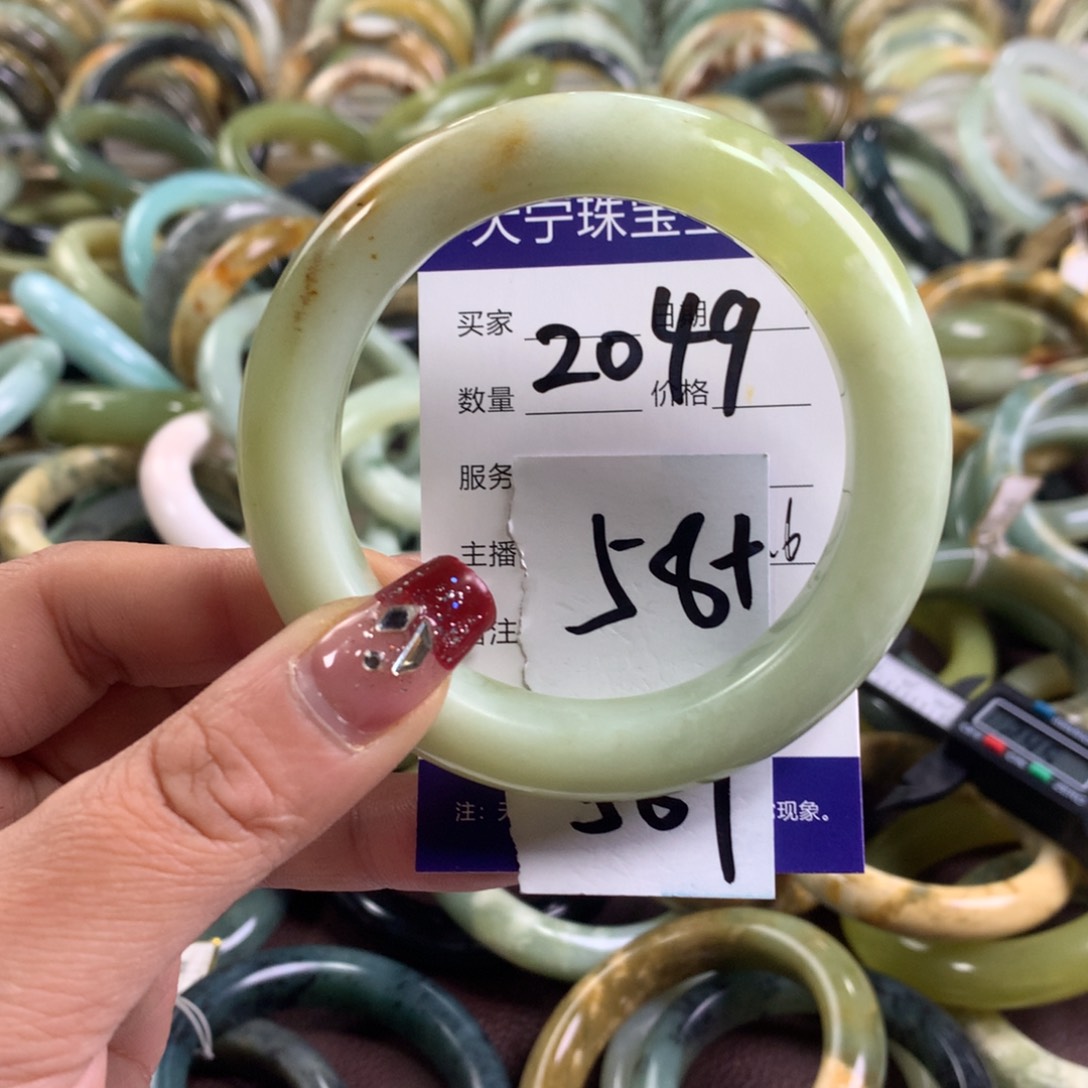 天宁珠宝
买家 2049 日期
数量 价格
服务
58+.6
主播
注
注：天
现象。